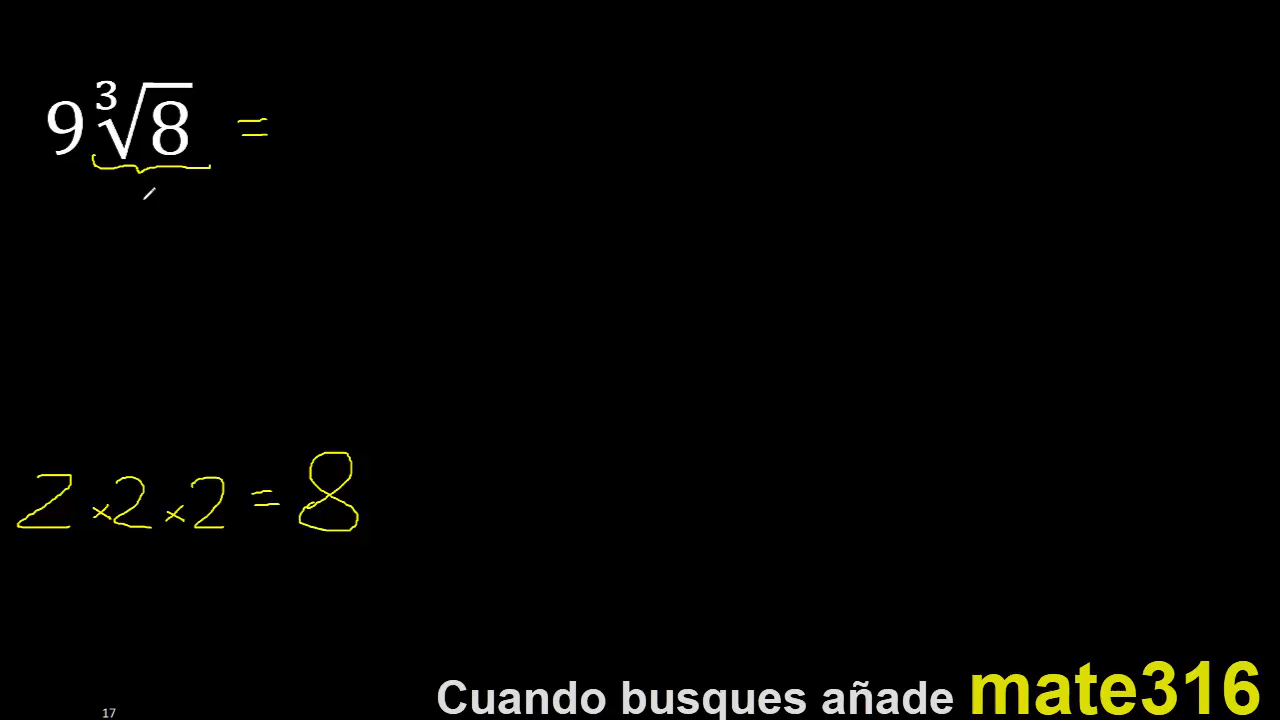 9∛8 =
2×2×2=8
Cuando busques añade mate316
17